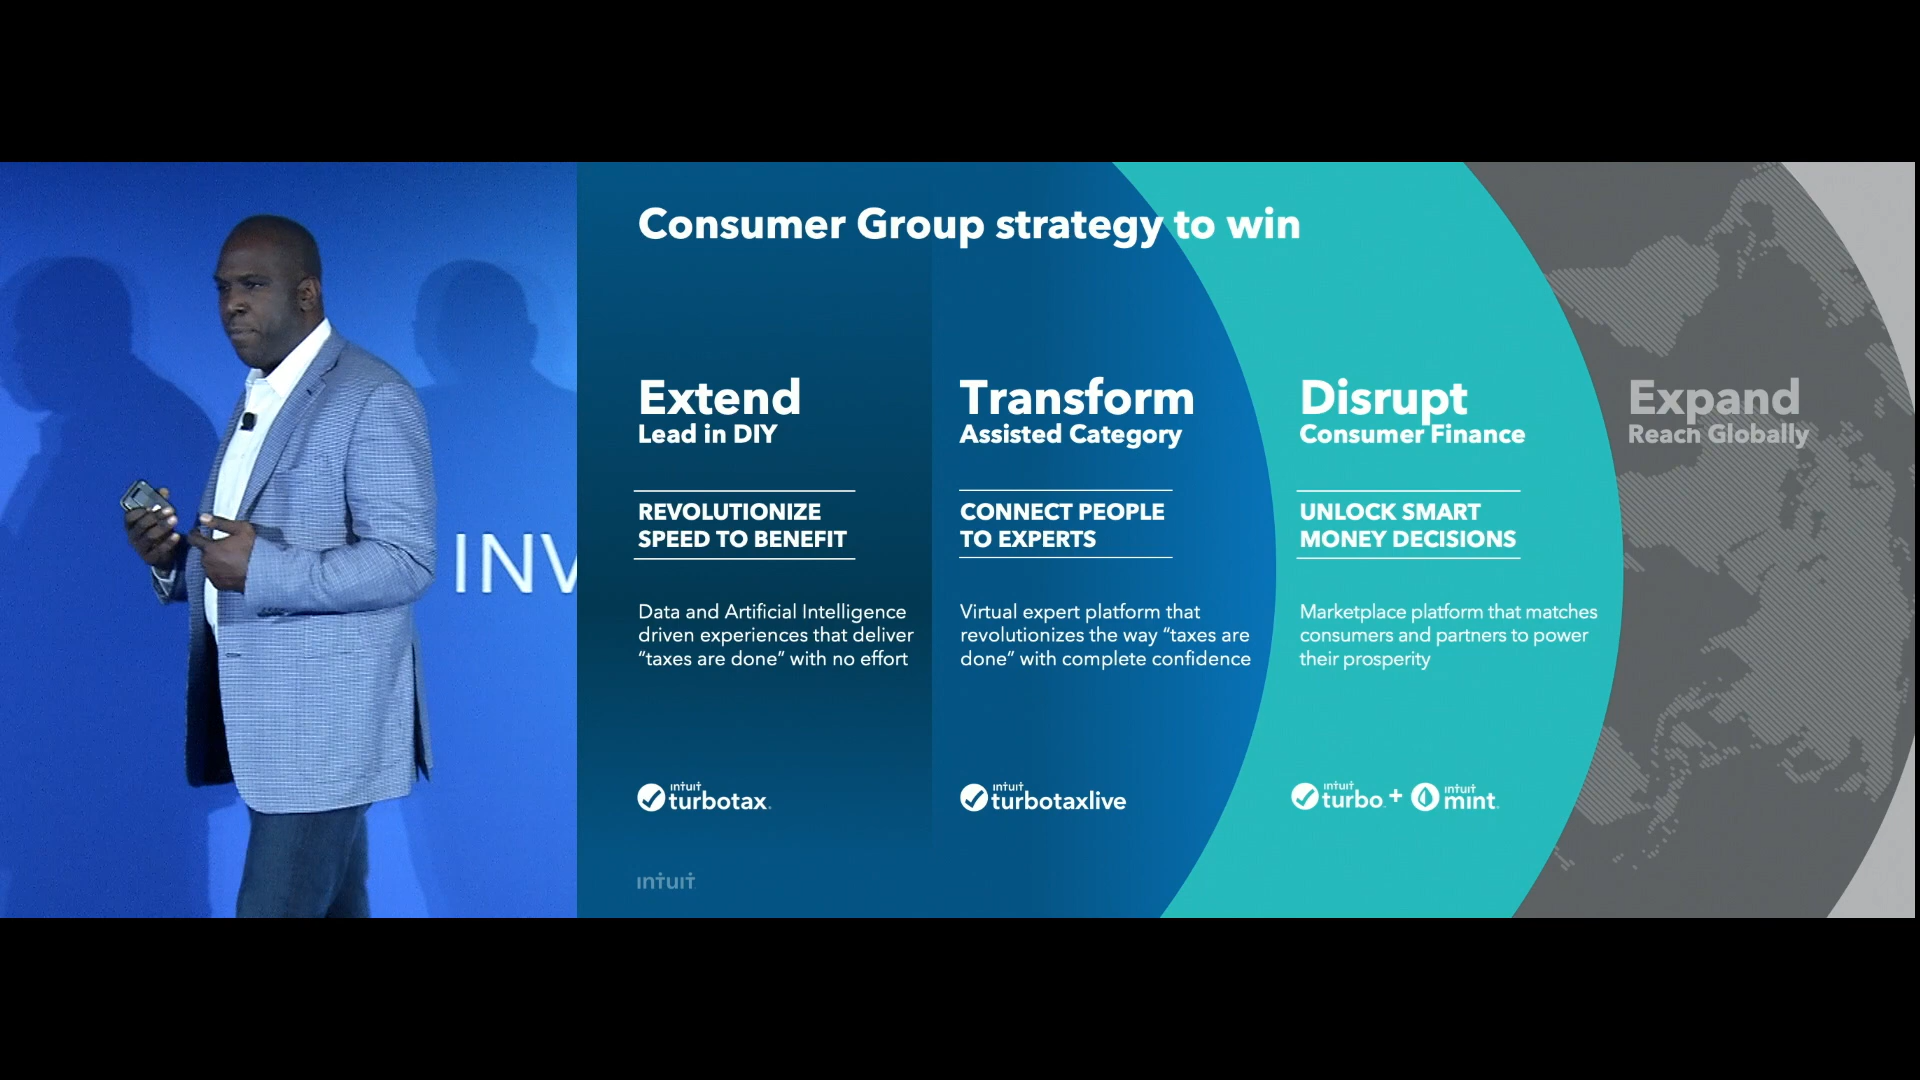 INV
Consumer Group strategy to win
Extend
Lead in DIY
REVOLUTIONIZE
SPEED TO BENEFIT
Data and Artificial Intelligence
driven experiences that deliver
“taxes are done” with no effort
intuit
turbotax.
Transform
Assisted Category
CONNECT PEOPLE
TO EXPERTS
Virtual expert platform that
revolutionizes the way “taxes are
done” with complete confidence
intuit
turbotaxlive
Disrupt
Consumer Finance
UNLOCK SMART
MONEY DECISIONS
Marketplace platform that matches
consumers and partners to power
their prosperity
intuit
turbo +
intuit
mint
Expand
Reach Globally
intuit